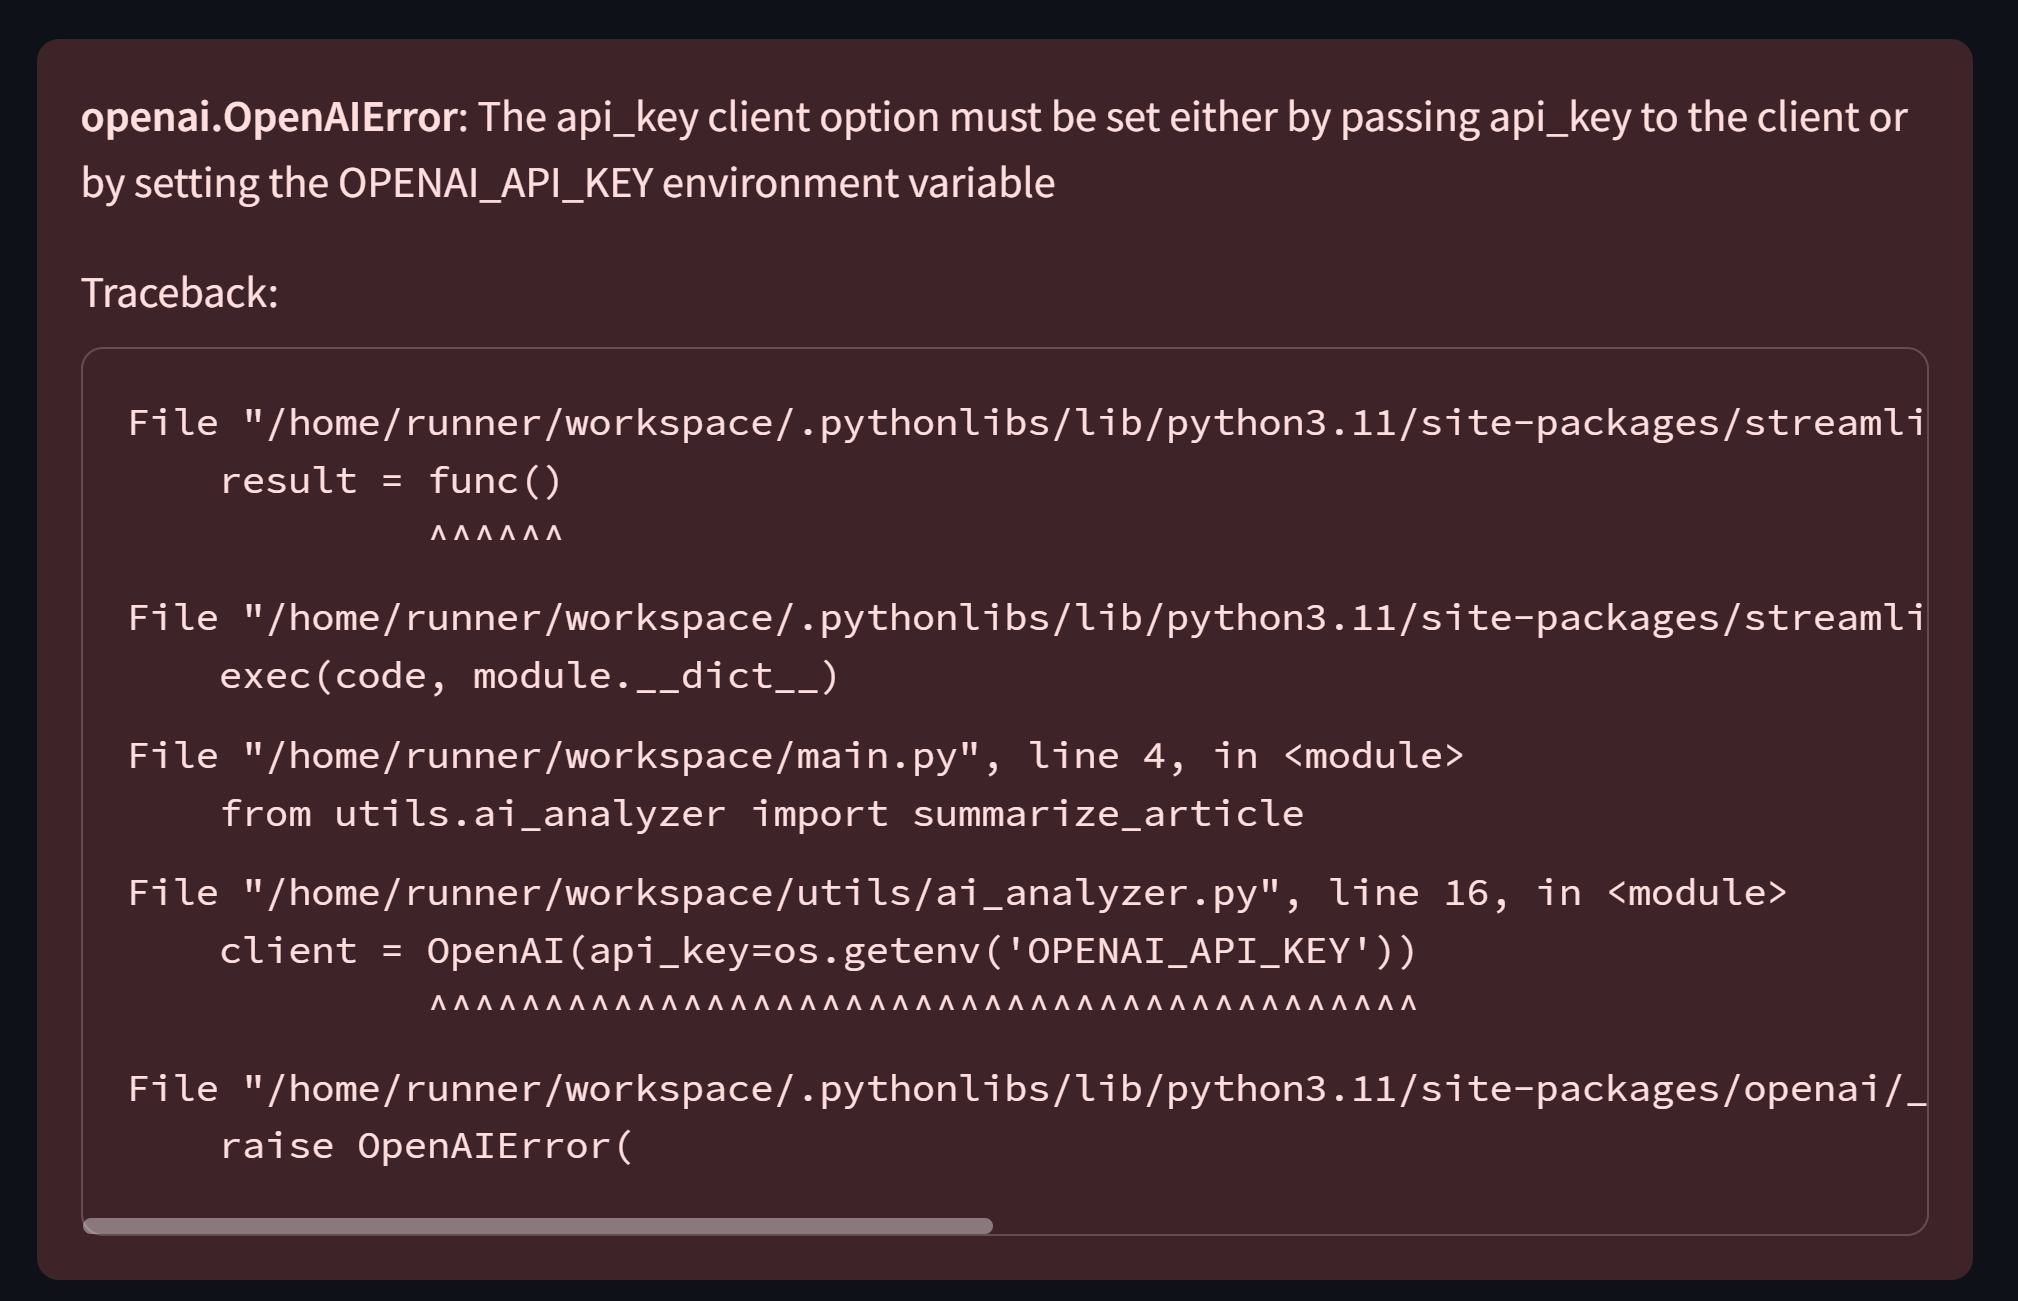 openai.OpenAIError: The api_key client option must be set either by passing api_key to the client or
by setting the OPENAI_API_KEY environment variable
Traceback:
File "/home/runner/workspace/.pythonlibs/lib/python3.11/site-packages/streamli
    result = func()
             ^^^^^^
File "/home/runner/workspace/.pythonlibs/lib/python3.11/site-packages/streamli
    exec(code, module.__dict__)
File "/home/runner/workspace/main.py", line 4, in <module>
    from utils.ai_analyzer import summarize_article
File "/home/runner/workspace/utils/ai_analyzer.py", line 16, in <module>
    client = OpenAI(api_key=os.getenv('OPENAI_API_KEY'))
             ^^^^^^^^^^^^^^^^^^^^^^^^^^^^^^^^^^^^^^^^^^^
File "/home/runner/workspace/.pythonlibs/lib/python3.11/site-packages/openai/_
    raise OpenAIError(